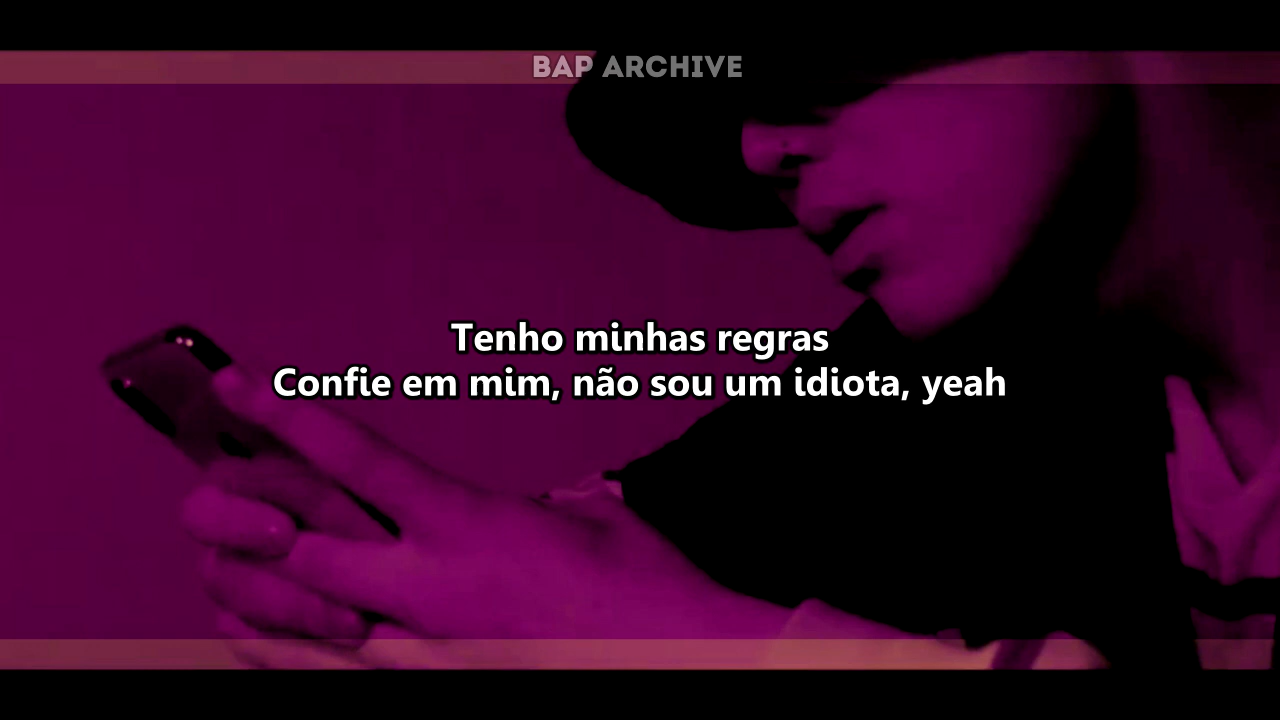 BAP ARCHIVE
Tenho minhas regras
Confie em mim, não sou um idiota, yeah